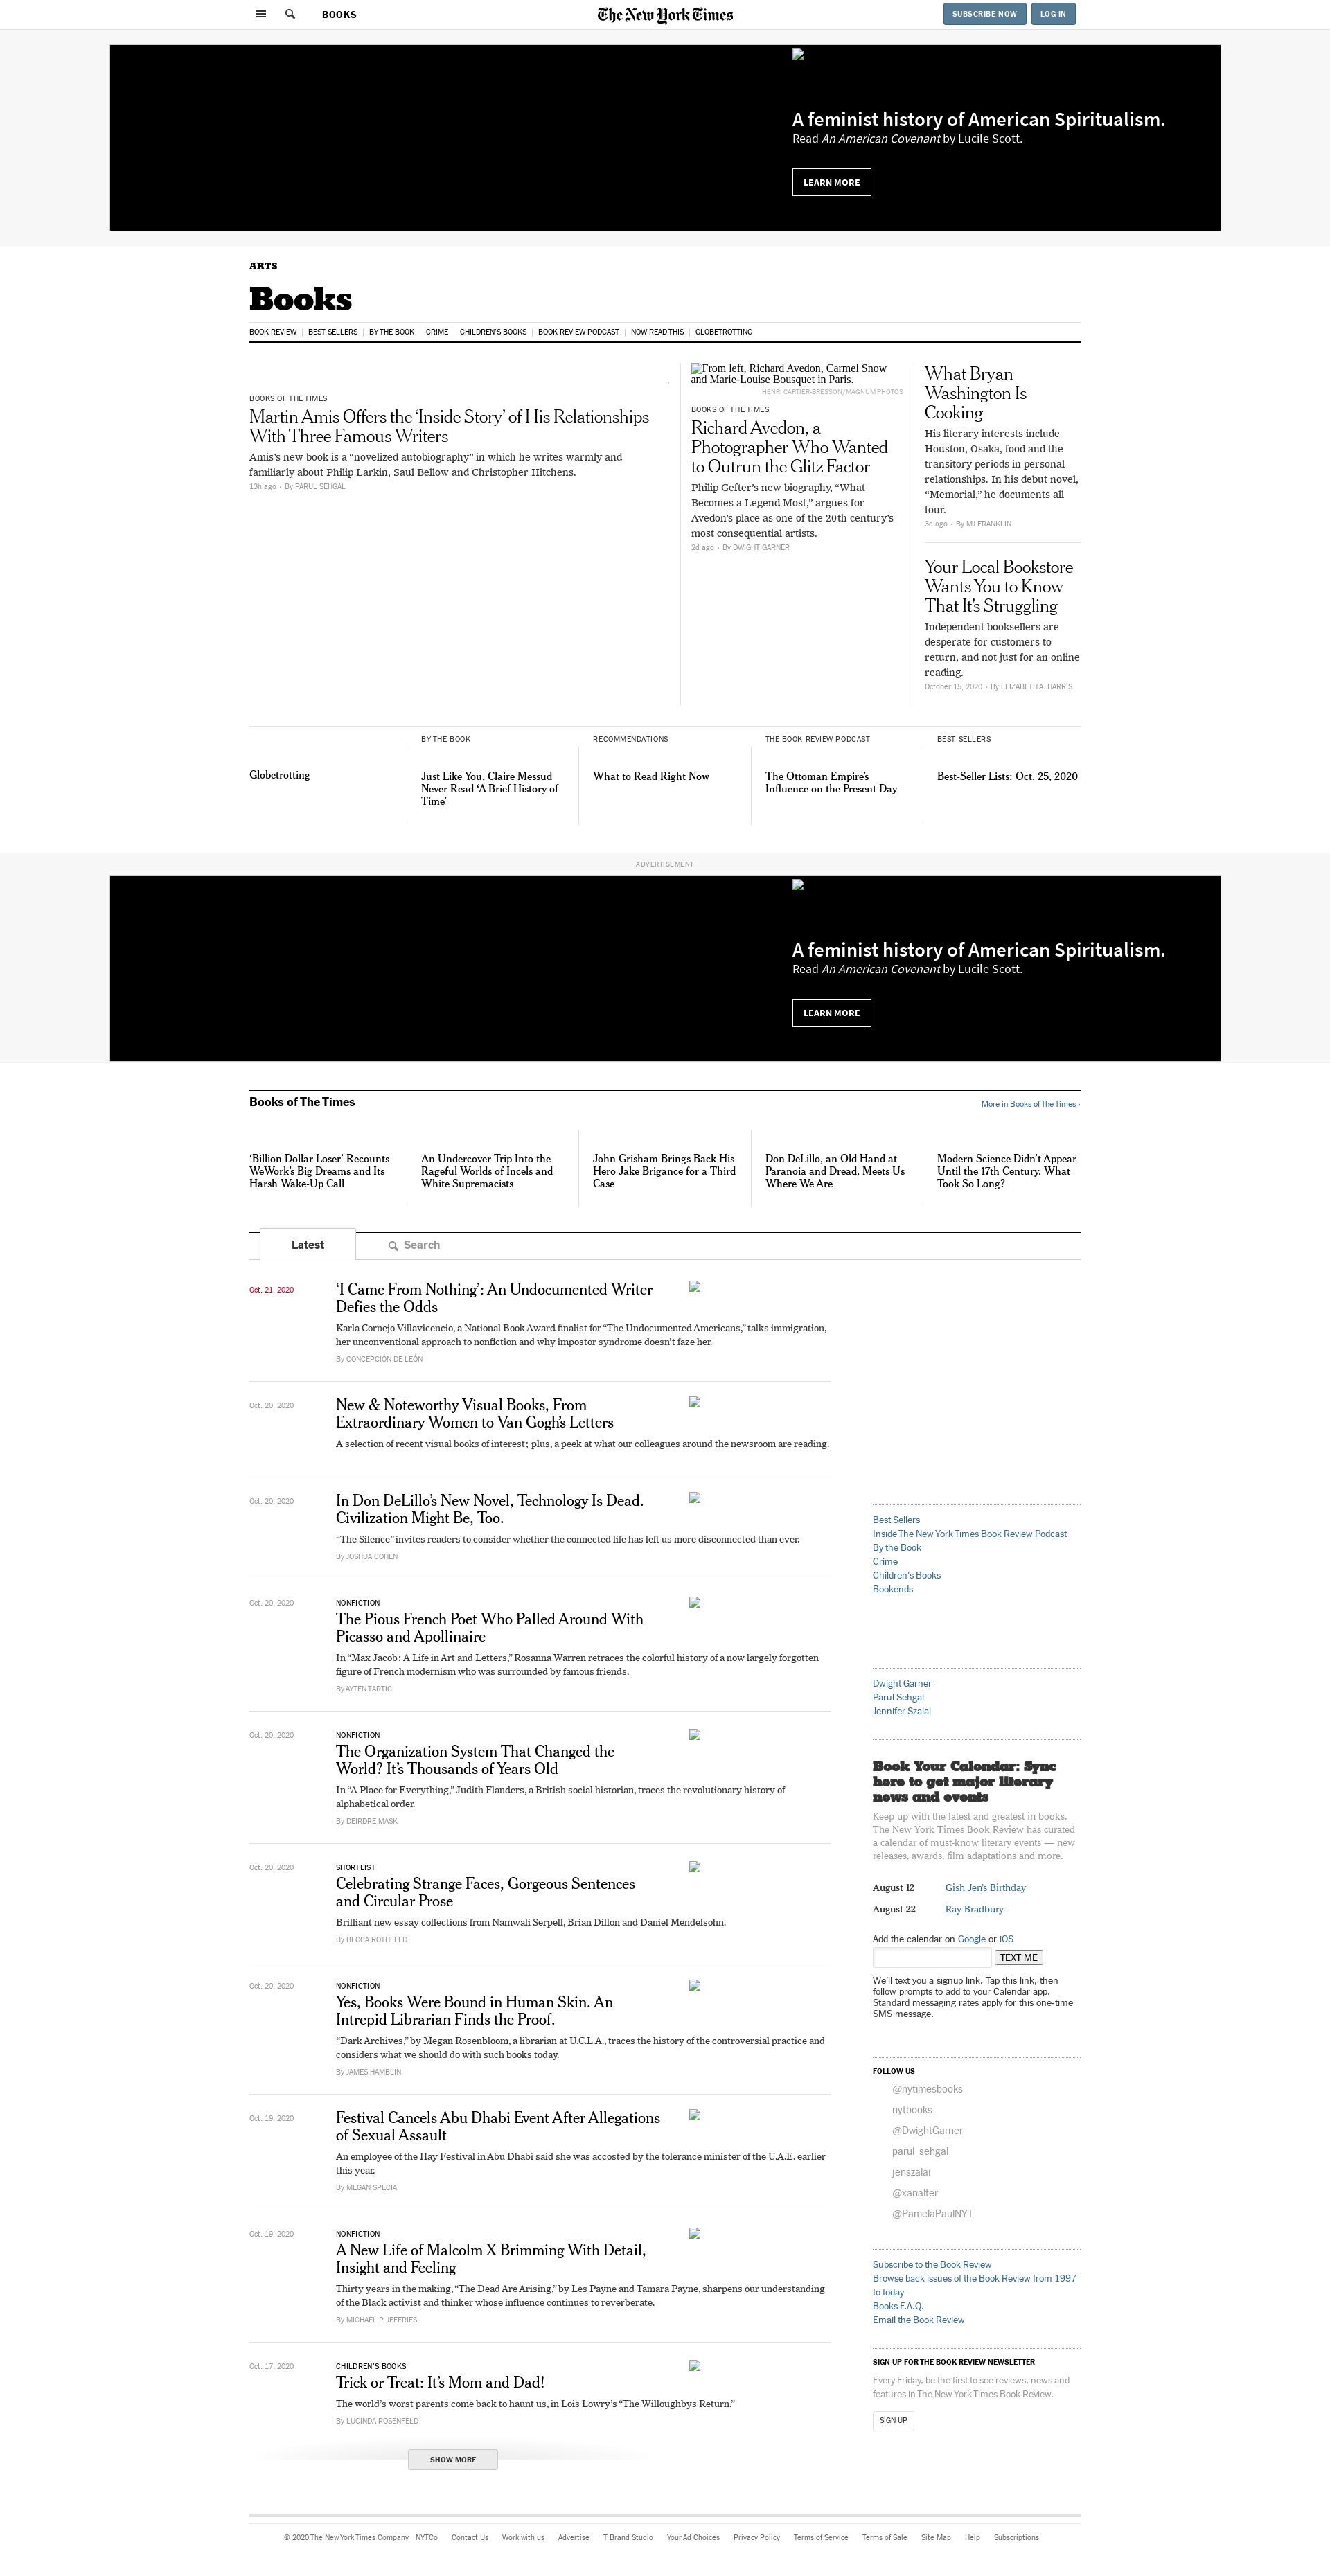 BOOKS
The New York Times
SUBSCRIBE NOW
LOG IN
A feminist history of American Spiritualism.
Read An American Covenant by Lucile Scott.
LEARN MORE
ARTS
Books
BOOK REVIEW | BEST SELLERS | BY THE BOOK | CRIME | CHILDREN'S BOOKS | BOOK REVIEW PODCAST | NOW READ THIS | GLOBETROTTING
BOOKS OF THE TIMES
Martin Amis Offers the ‘Inside Story’ of His Relationships
With Three Famous Writers
Amis’s new book is a “novelized autobiography” in which he writes warmly and
familiarly about Philip Larkin, Saul Bellow and Christopher Hitchens.
13h ago • By PARUL SEHGAL
From left, Richard Avedon, Carmel Snow
and Marie-Louise Bousquet in Paris.
HENRI CARTIER-BRESSON/MAGNUM PHOTOS
BOOKS OF THE TIMES
Richard Avedon, a
Photographer Who Wanted
to Outrun the Glitz Factor
Philip Gefter’s new biography, “What
Becomes a Legend Most,” argues for
Avedon’s place as one of the 20th century’s
most consequential artists.
2d ago • By DWIGHT GARNER
What Bryan
Washington Is
Cooking
His literary interests include
Houston, Osaka, food and the
transitory periods in personal
relationships. In his debut novel,
“Memorial,” he documents all
four.
3d ago • By MJ FRANKLIN
Your Local Bookstore
Wants You to Know
That It’s Struggling
Independent booksellers are
desperate for customers to
return, and not just for an online
reading.
October 15, 2020 • By ELIZABETH A. HARRIS
Globetrotting
BY THE BOOK
Just Like You, Claire Messud
Never Read ‘A Brief History of
Time’
RECOMMENDATIONS
What to Read Right Now
THE BOOK REVIEW PODCAST
The Ottoman Empire’s
Influence on the Present Day
BEST SELLERS
Best-Seller Lists: Oct. 25, 2020
ADVERTISEMENT
A feminist history of American Spiritualism.
Read An American Covenant by Lucile Scott.
LEARN MORE
Books of The Times
More in Books of The Times ›
‘Billion Dollar Loser’ Recounts
WeWork’s Big Dreams and Its
Harsh Wake-Up Call
An Undercover Trip Into the
Rageful Worlds of Incels and
White Supremacists
John Grisham Brings Back His
Hero Jake Brigance for a Third
Case
Don DeLillo, an Old Hand at
Paranoia and Dread, Meets Us
Where We Are
Modern Science Didn’t Appear
Until the 17th Century. What
Took So Long?
Latest
Search
Oct. 21, 2020
‘I Came From Nothing’: An Undocumented Writer
Defies the Odds
Karla Cornejo Villavicencio, a National Book Award finalist for “The Undocumented Americans,” talks immigration,
her unconventional approach to nonfiction and why impostor syndrome doesn’t faze her.
By CONCEPCIÓN DE LEÓN
Oct. 20, 2020
New & Noteworthy Visual Books, From
Extraordinary Women to Van Gogh’s Letters
A selection of recent visual books of interest; plus, a peek at what our colleagues around the newsroom are reading.
Oct. 20, 2020
In Don DeLillo’s New Novel, Technology Is Dead.
Civilization Might Be, Too.
“The Silence” invites readers to consider whether the connected life has left us more disconnected than ever.
By JOSHUA COHEN
Oct. 20, 2020
NONFICTION
The Pious French Poet Who Palled Around With
Picasso and Apollinaire
In “Max Jacob: A Life in Art and Letters,” Rosanna Warren retraces the colorful history of a now largely forgotten
figure of French modernism who was surrounded by famous friends.
By AYTEN TARTICI
Oct. 20, 2020
NONFICTION
The Organization System That Changed the
World? It’s Thousands of Years Old
In “A Place for Everything,” Judith Flanders, a British social historian, traces the revolutionary history of
alphabetical order.
By DEIRDRE MASK
Oct. 20, 2020
SHORTLIST
Celebrating Strange Faces, Gorgeous Sentences
and Circular Prose
Brilliant new essay collections from Namwali Serpell, Brian Dillon and Daniel Mendelsohn.
By BECCA ROTHFELD
Oct. 20, 2020
NONFICTION
Yes, Books Were Bound in Human Skin. An
Intrepid Librarian Finds the Proof.
“Dark Archives,” by Megan Rosenbloom, a librarian at U.C.L.A., traces the history of the controversial practice and
considers what we should do with such books today.
By JAMES HAMBLIN
Oct. 19, 2020
Festival Cancels Abu Dhabi Event After Allegations
of Sexual Assault
An employee of the Hay Festival in Abu Dhabi said she was accosted by the tolerance minister of the U.A.E. earlier
this year.
By MEGAN SPECIA
Oct. 19, 2020
NONFICTION
A New Life of Malcolm X Brimming With Detail,
Insight and Feeling
Thirty years in the making, “The Dead Are Arising,” by Les Payne and Tamara Payne, sharpens our understanding
of the Black activist and thinker whose influence continues to reverberate.
By MICHAEL P. JEFFRIES
Oct. 17, 2020
CHILDREN’S BOOKS
Trick or Treat: It’s Mom and Dad!
The world’s worst parents come back to haunt us, in Lois Lowry’s “The Willoughbys Return.”
By LUCINDA ROSENFELD
SHOW MORE
Best Sellers
Inside The New York Times Book Review Podcast
By the Book
Crime
Children's Books
Bookends
Dwight Garner
Parul Sehgal
Jennifer Szalai
Book Your Calendar: Sync
here to get major literary
news and events
Keep up with the latest and greatest in books.
The New York Times Book Review has curated
a calendar of must-know literary events — new
releases, awards, film adaptations and more.
August 12 Gish Jen's Birthday
August 22 Ray Bradbury
Add the calendar on Google or iOS
TEXT ME
We’ll text you a signup link. Tap this link, then
follow prompts to add to your Calendar app.
Standard messaging rates apply for this one-time
SMS message.
FOLLOW US
@nytimesbooks
nytbooks
@DwightGarner
parul_sehgal
jenszalai
@xanalter
@PamelaPaulNYT
Subscribe to the Book Review
Browse back issues of the Book Review from 1997
to today
Books F.A.Q.
Email the Book Review
SIGN UP FOR THE BOOK REVIEW NEWSLETTER
Every Friday, be the first to see reviews, news and
features in The New York Times Book Review.
SIGN UP
© 2020 The New York Times Company NYTCo Contact Us Work with us Advertise T Brand Studio Your Ad Choices Privacy Policy Terms of Service Terms of Sale Site Map Help Subscriptions